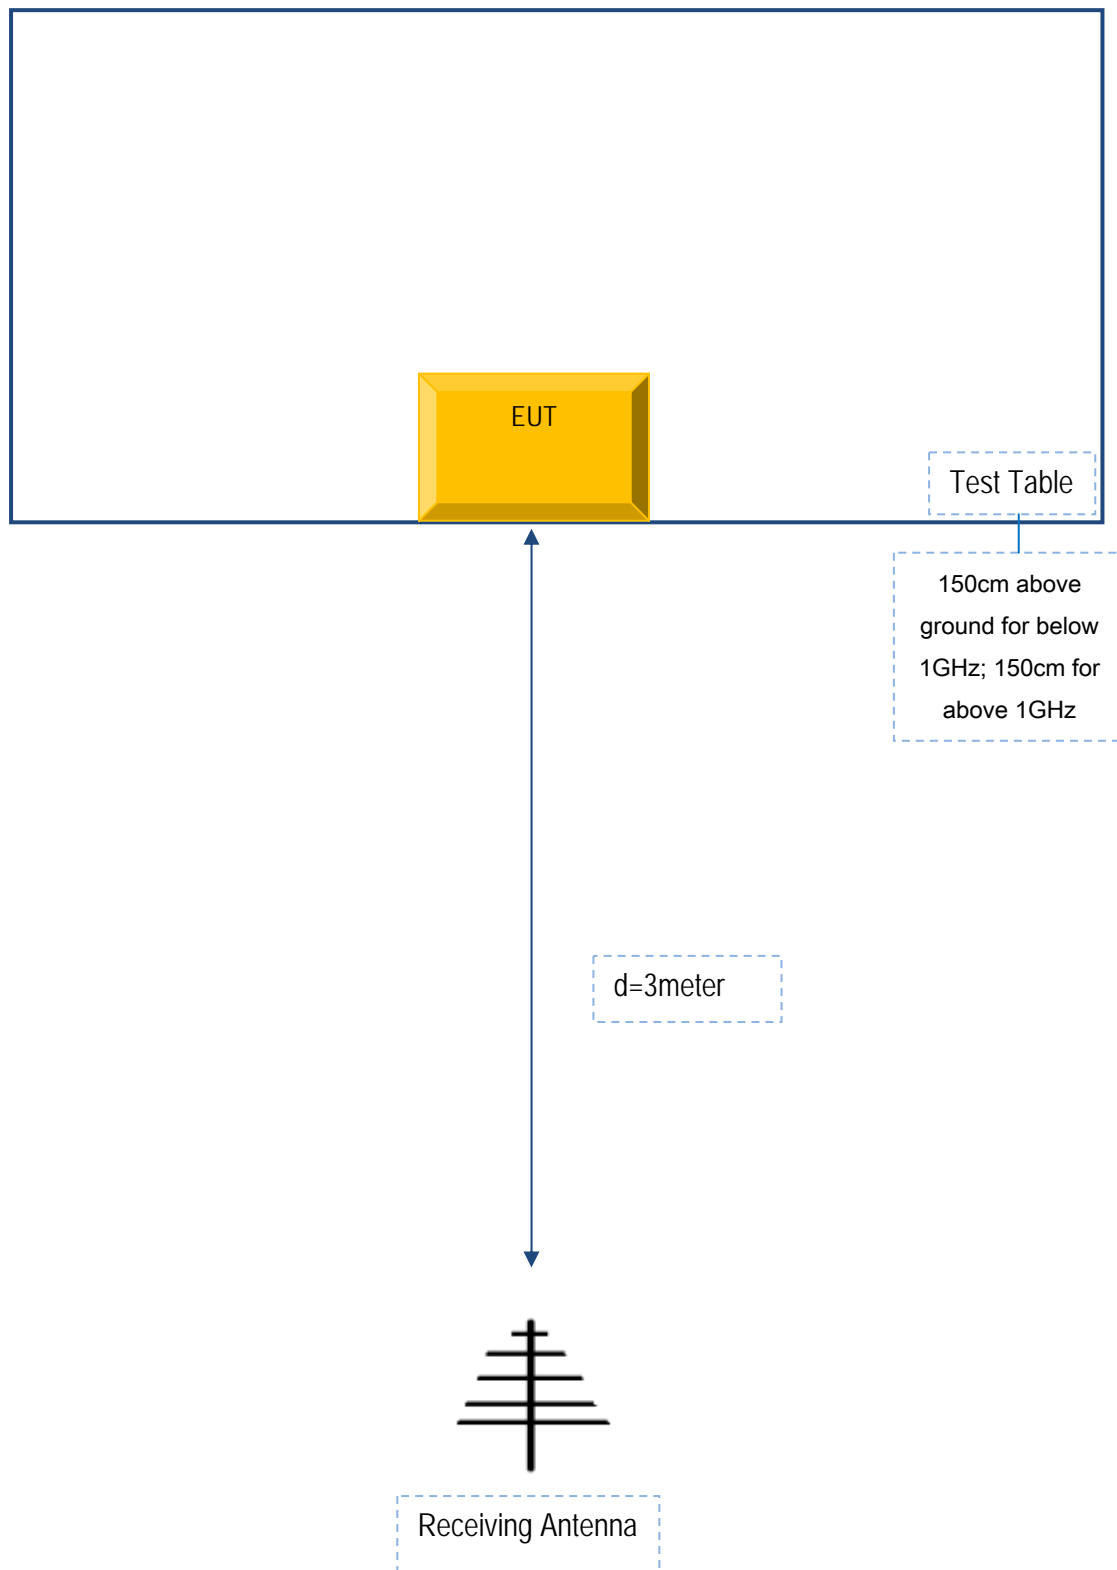 EUT
Test Table
150cm above
ground for below
1GHz; 150cm for
above 1GHz
d=3meter
Receiving Antenna